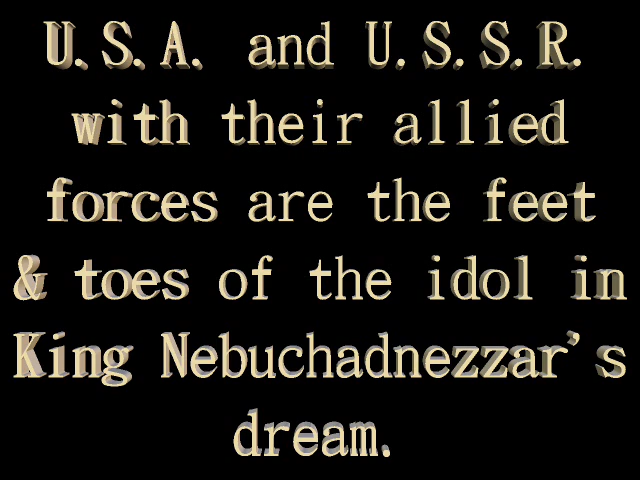 U.S.A. and U.S.S.R.
with their allied
forces are the feet
& toes of the idol in
King Nebuchadnezzar's
dream.